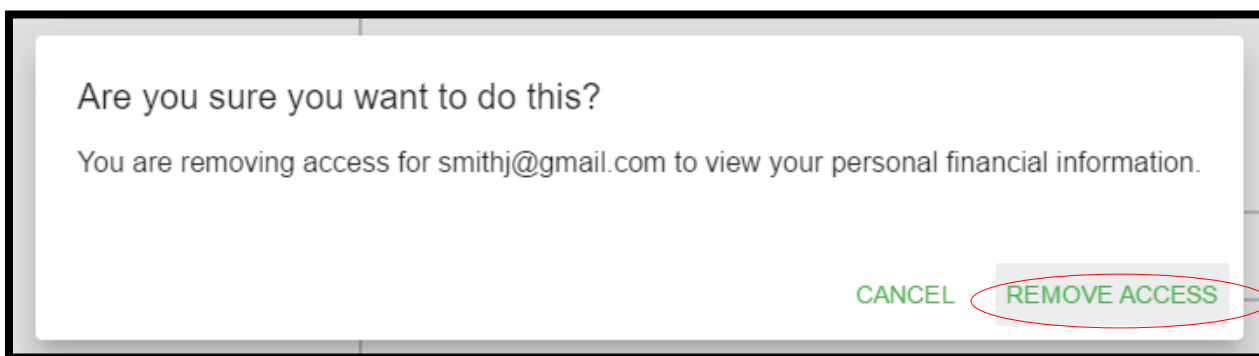 Are you sure you want to do this?
You are removing access for smithj@gmail.com to view your personal financial information.
CANCEL REMOVE ACCESS